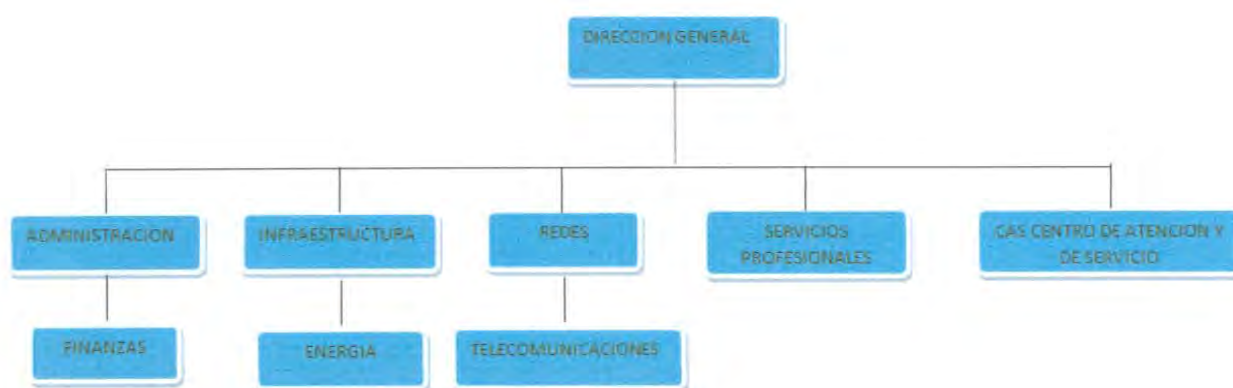 DIRECCION GENERAL
ADMINISTRACION
INFRAESTRUCTURA
REDES
SERVICIOS
PROFESIONALES
CAS CENTRO DE ATENCION Y
DE SERVICIO
FINANZAS
ENERGIA
TELECOMUNICACIONES